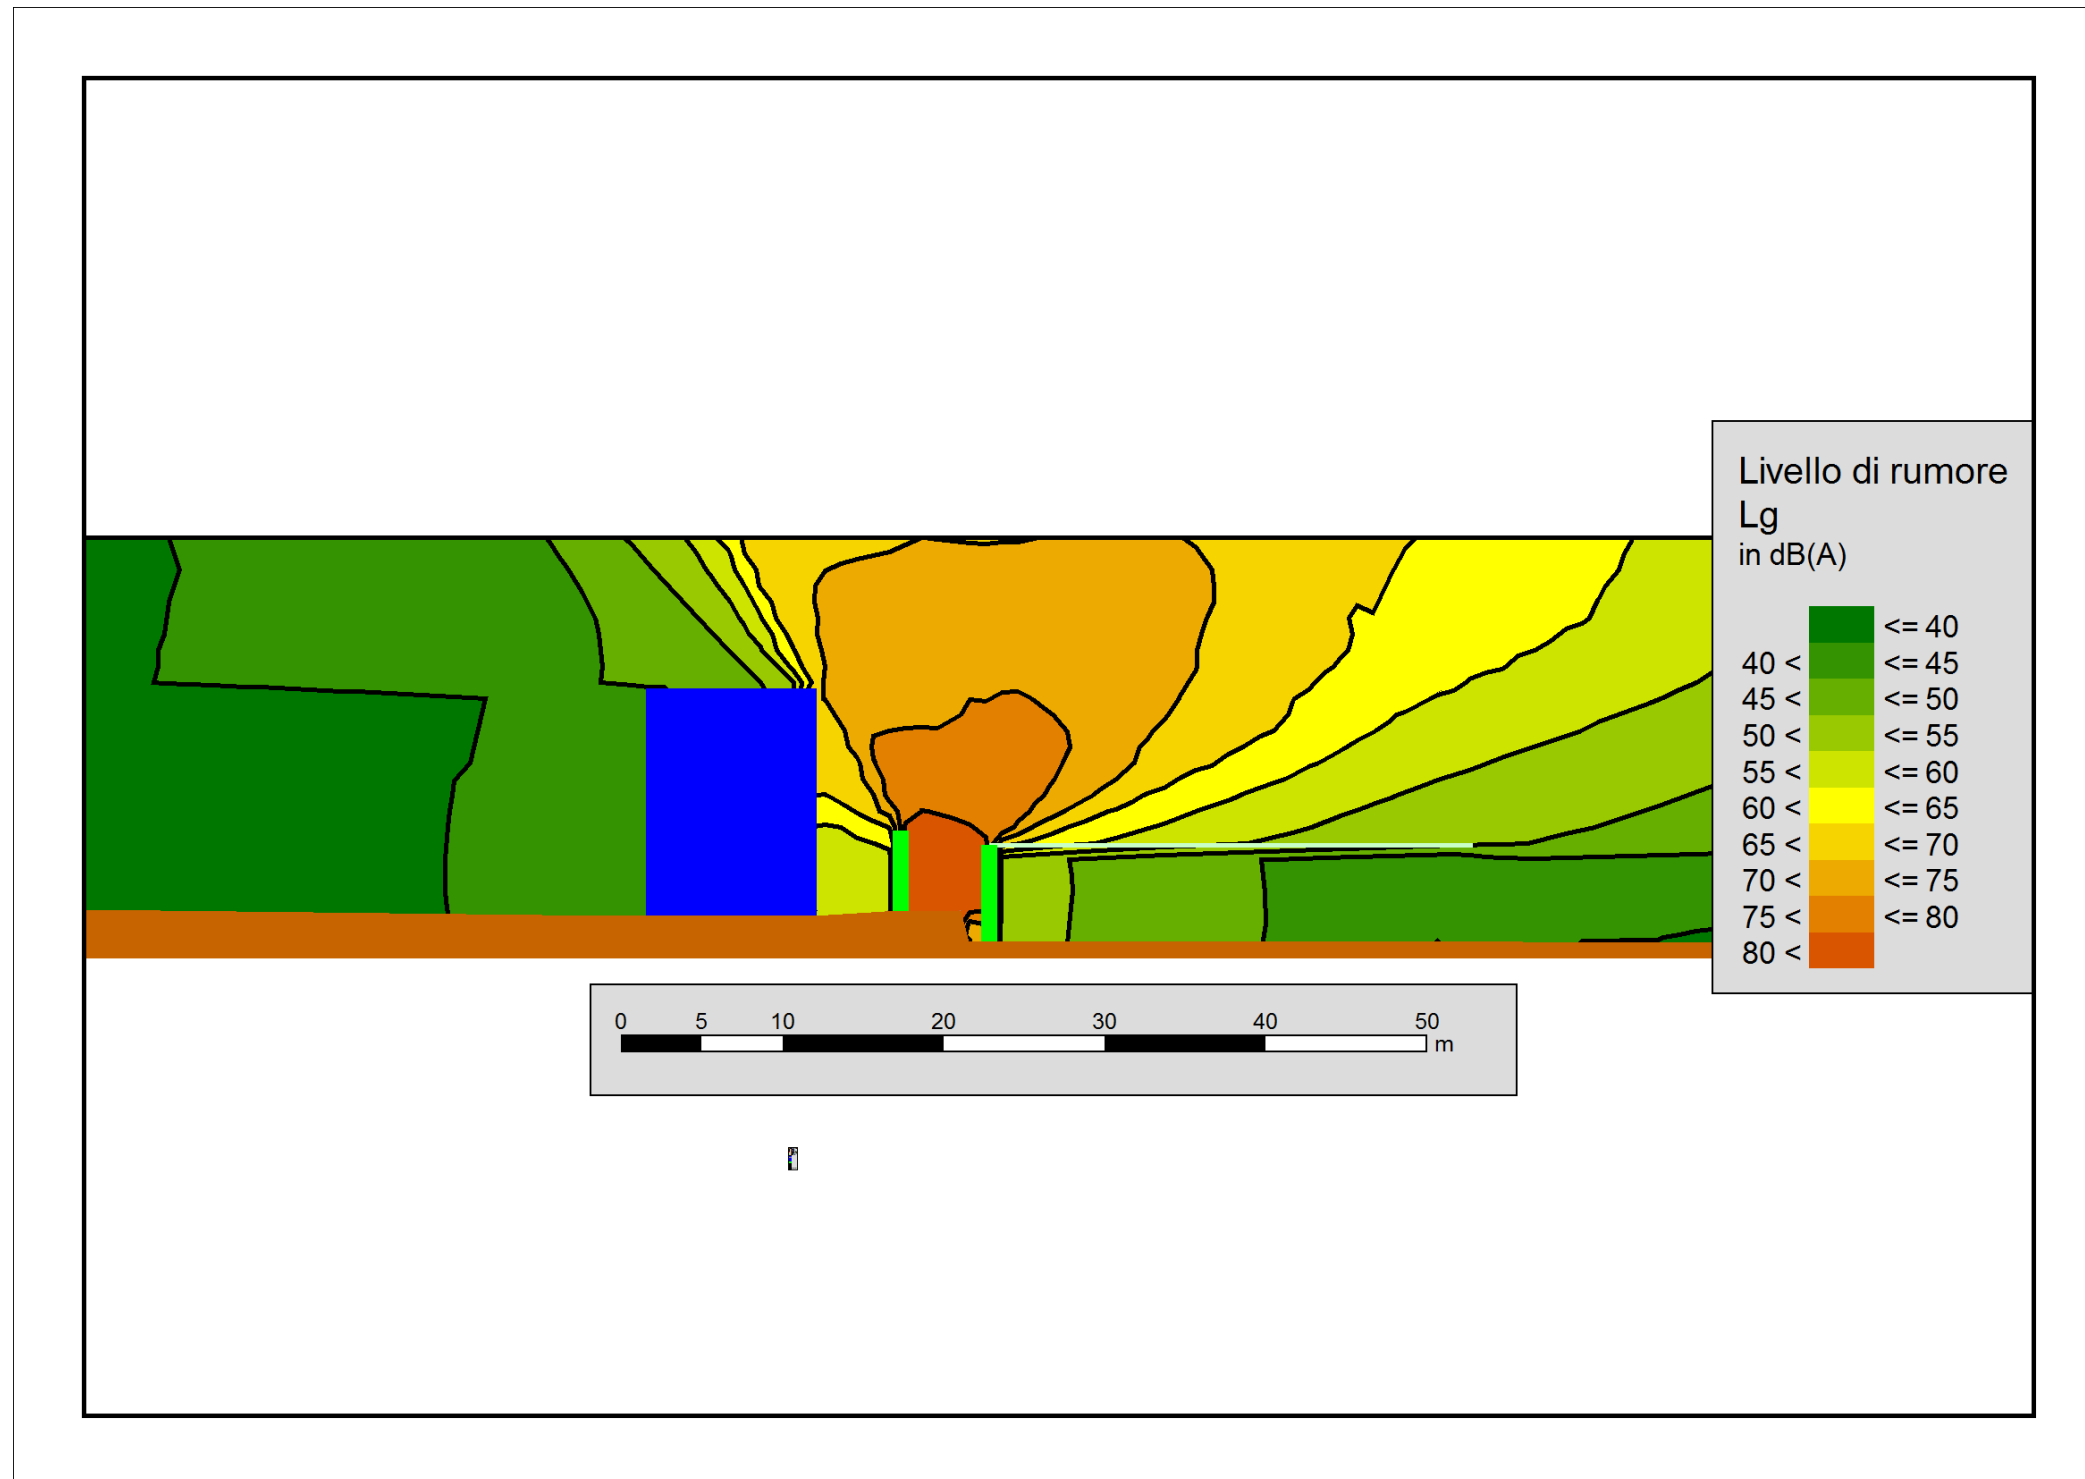 Livello di rumore
Lg
in dB(A)
<= 40
40 < <= 45
45 < <= 50
50 < <= 55
55 < <= 60
60 < <= 65
65 < <= 70
70 < <= 75
75 < <= 80
80 <
0 5 10 20 30 40 50
m